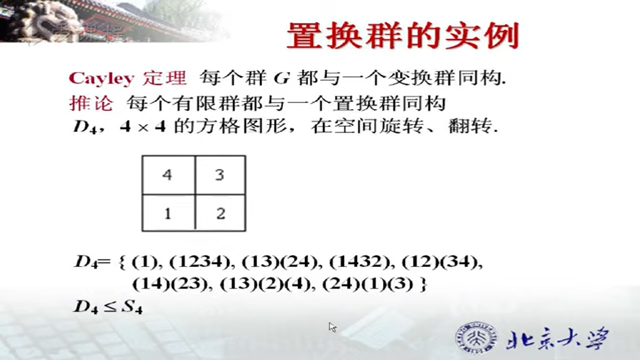 置换群的实例
Cayley 定理 每个群 G 都与一个变换群同构.
推论 每个有限群都与一个置换群同构
D₄，4 × 4 的方格图形，在空间旋转、翻转.
4 3
1 2
D₄= { (1), (1234), (13)(24), (1432), (12)(34),
(14)(23), (13)(2)(4), (24)(1)(3) }
D₄ ≤ S₄
北京大学